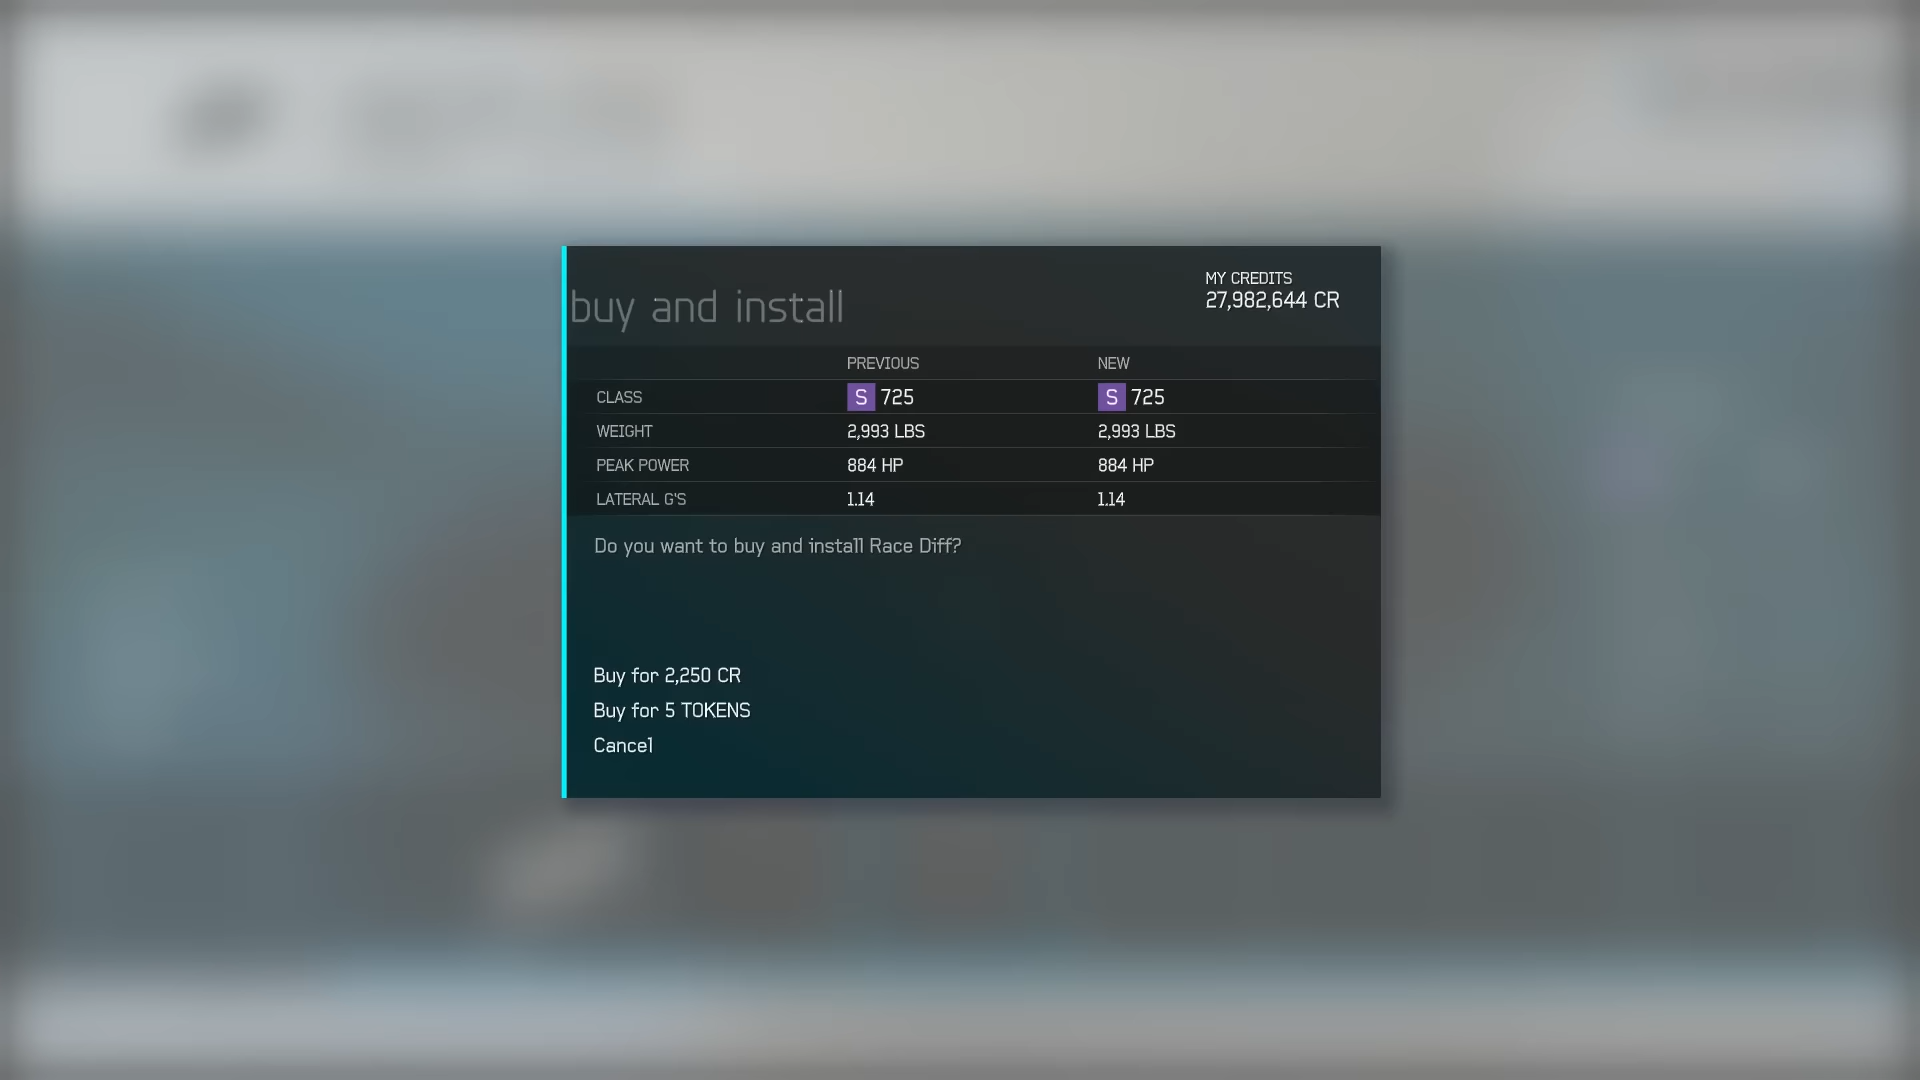 buy and install
MY CREDITS
27,982,644 CR
PREVIOUS NEW
CLASS S 725 S 725
WEIGHT 2,993 LBS 2,993 LBS
PEAK POWER 884 HP 884 HP
LATERAL G'S 1.14 1.14
Do you want to buy and install Race Diff?
Buy for 2,250 CR
Buy for 5 TOKENS
Cancel